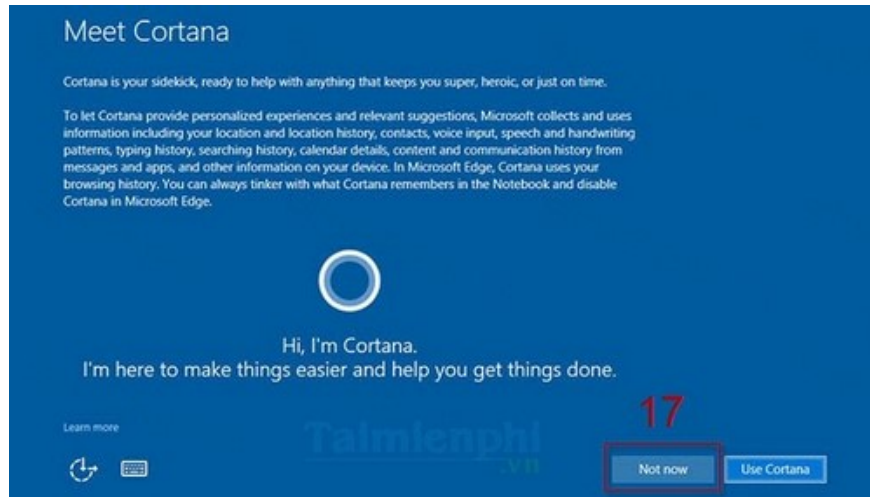 Meet Cortana
Cortana is your sidekick, ready to help with anything that keeps you super, heroic, or just on time.
To let Cortana provide personalized experiences and relevant suggestions, Microsoft collects and uses
information including your location and location history, contacts, voice input, speech and handwriting
patterns, typing history, searching history, calendar details, content and communication history from
messages and apps, and other information on your device. In Microsoft Edge, Cortana uses your
browsing history. You can always tinker with what Cortana remembers in the Notebook and disable
Cortana in Microsoft Edge.
Hi, I'm Cortana.
I'm here to make things easier and help you get things done.
17
Learn more
Taimienphi
.vn
Not now
Use Cortana